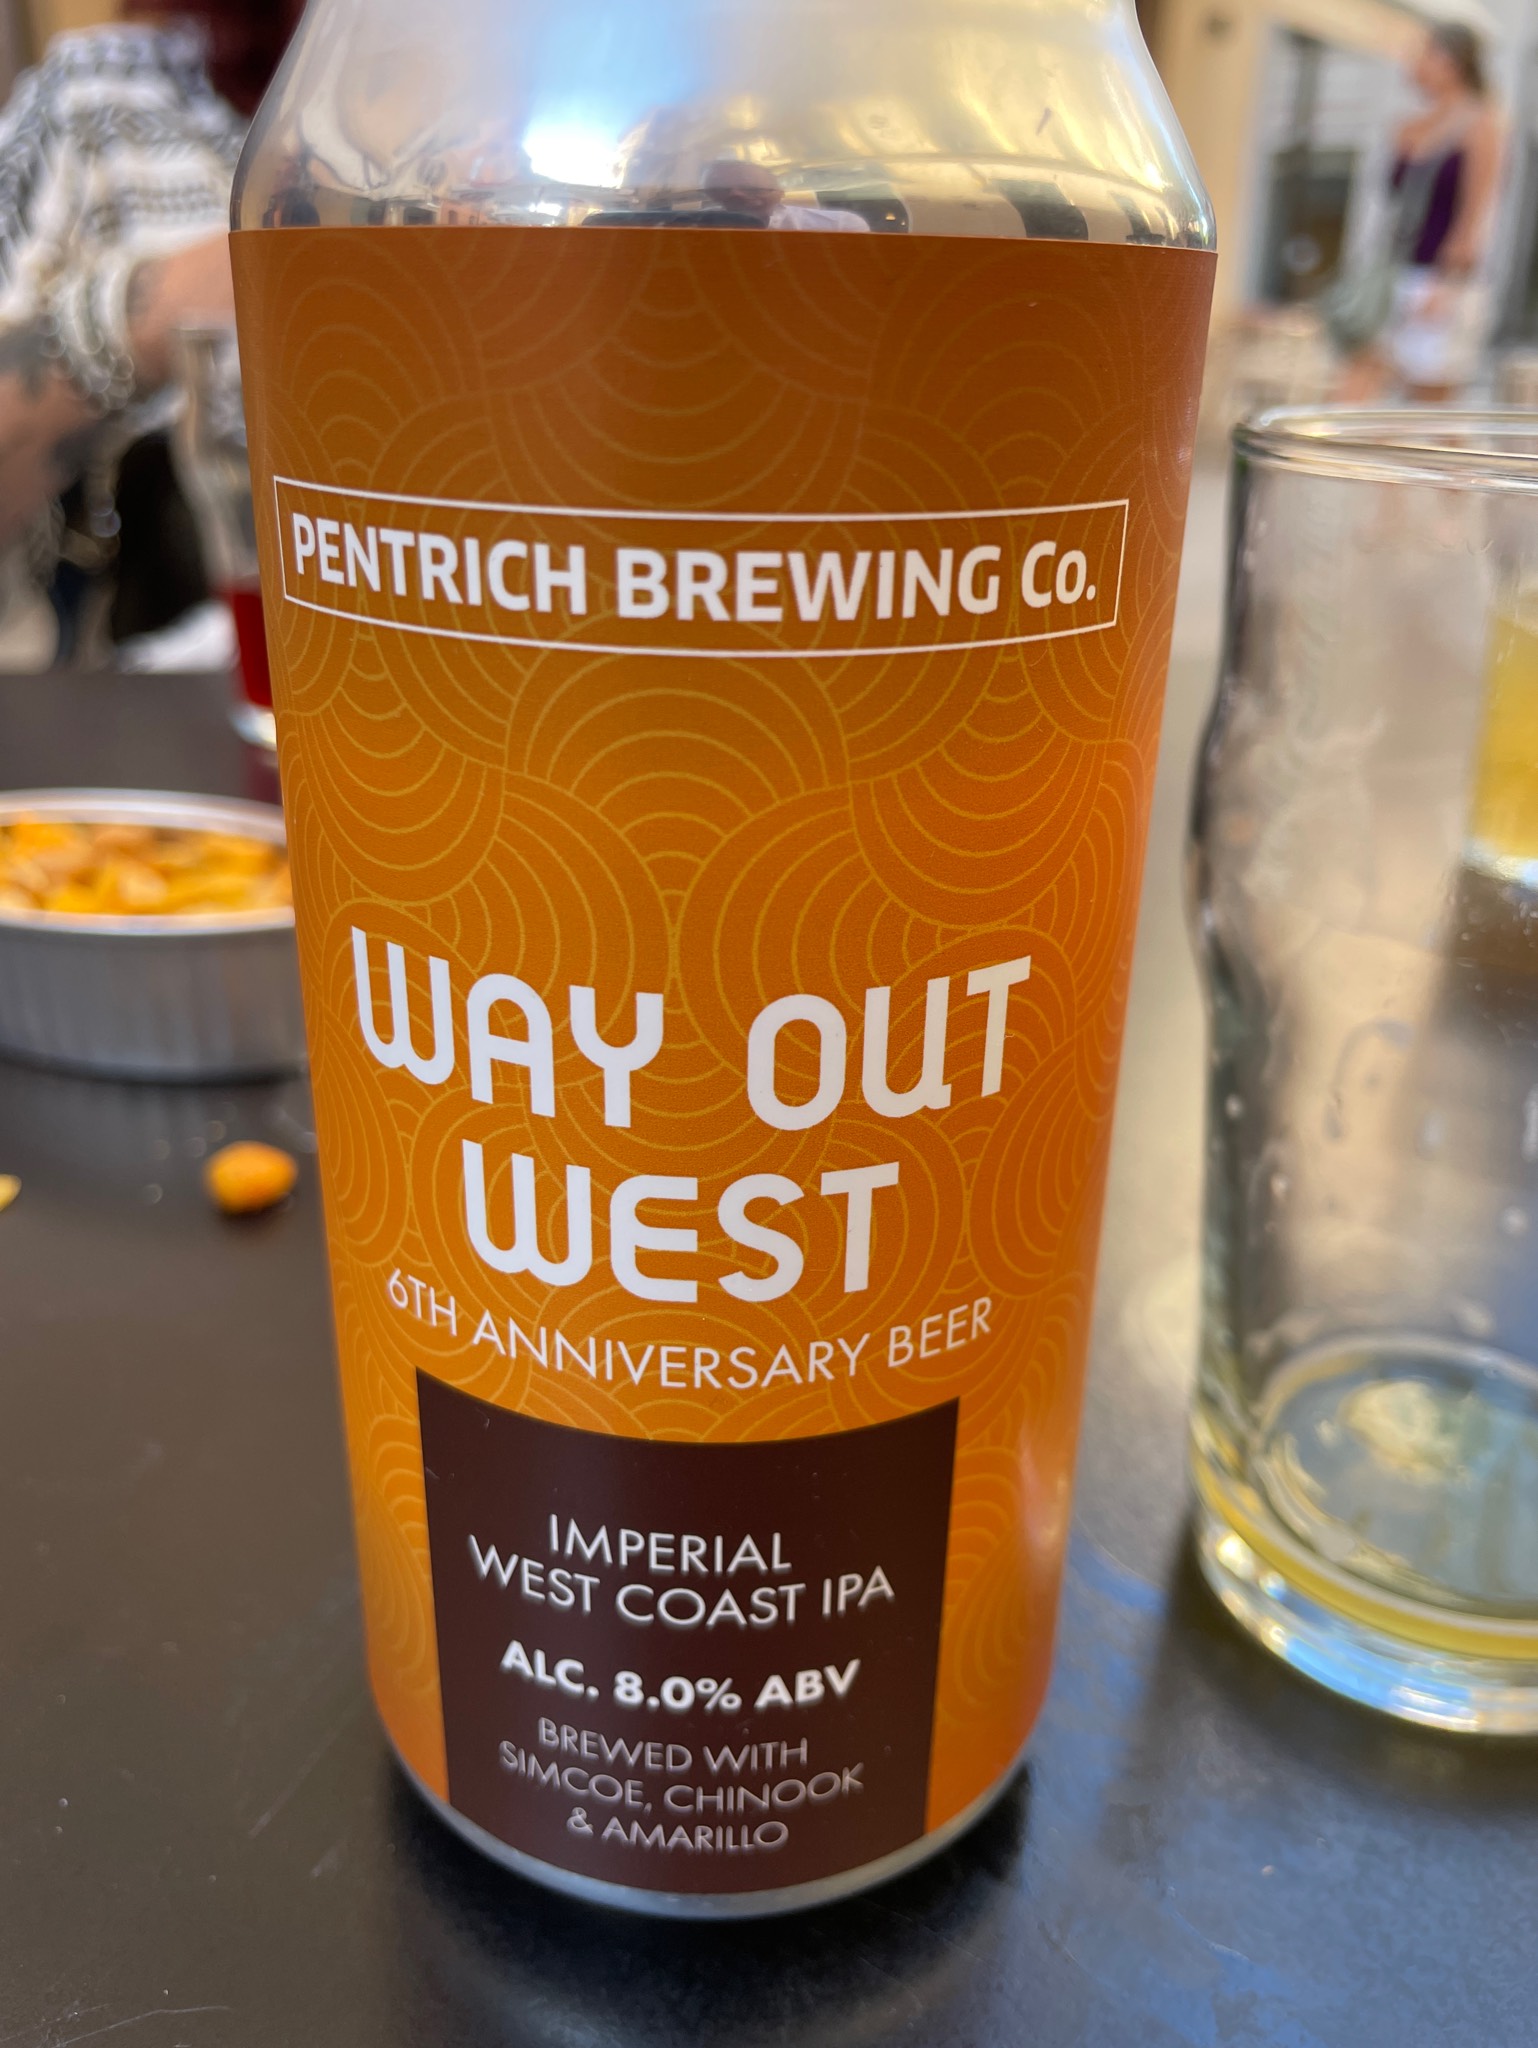 PENTRICH BREWING Co.
WAY OUT
WEST
6TH ANNIVERSARY BEER
IMPERIAL
WEST COAST IPA
ALC. 8.0% ABV
BREWED WITH
SIMCOE, CHINOOK
& AMARILLO